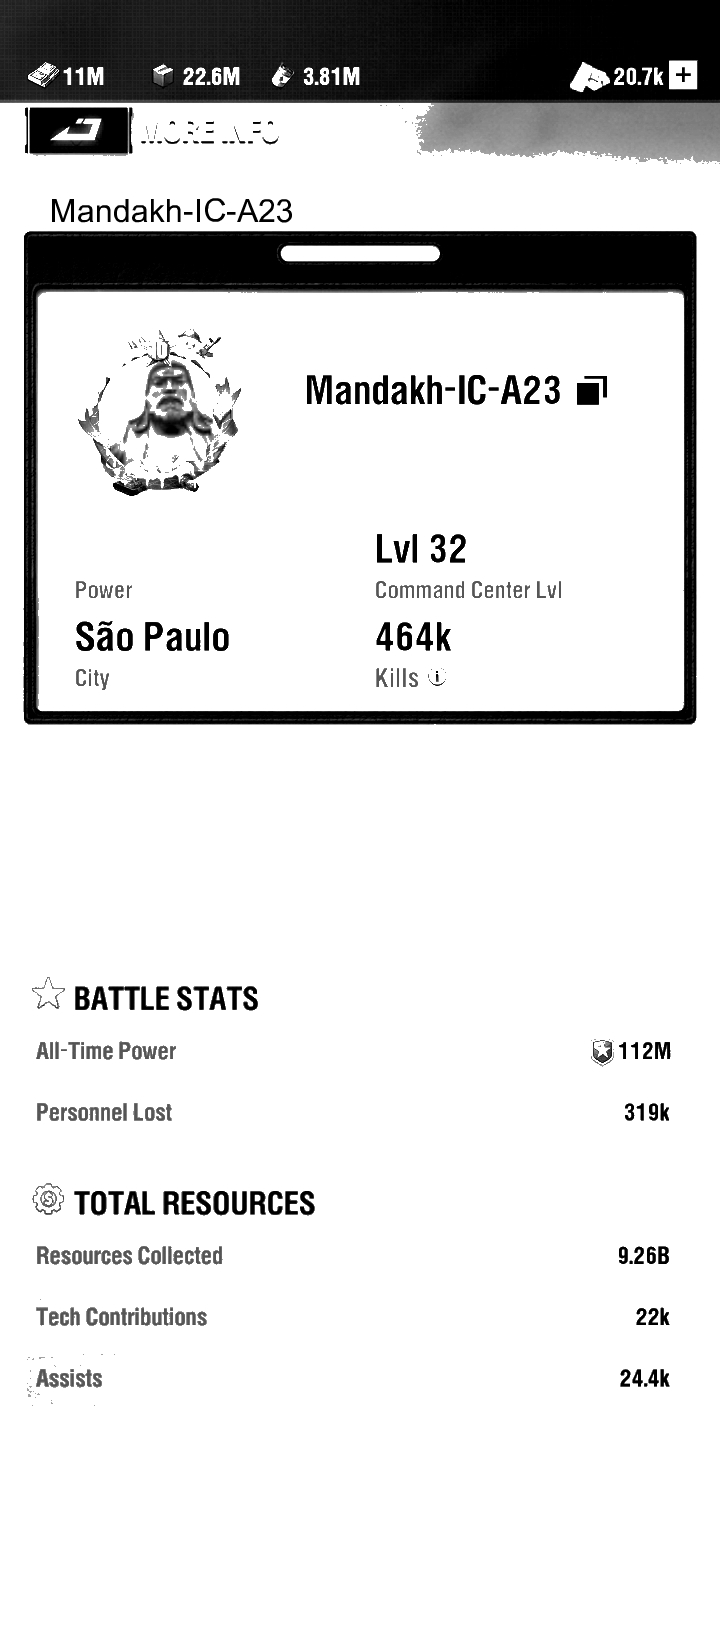 11M 22.6M 3.81M 20.7k +
MORE INFO
Mandakh-IC-A23
Mandakh-IC-A23
Lvl 32
Power Command Center Lvl
São Paulo 464k
City Kills
BATTLE STATS
All-Time Power 112M
Personnel Lost 319k
TOTAL RESOURCES
Resources Collected 9.26B
Tech Contributions 22k
Assists 24.4k